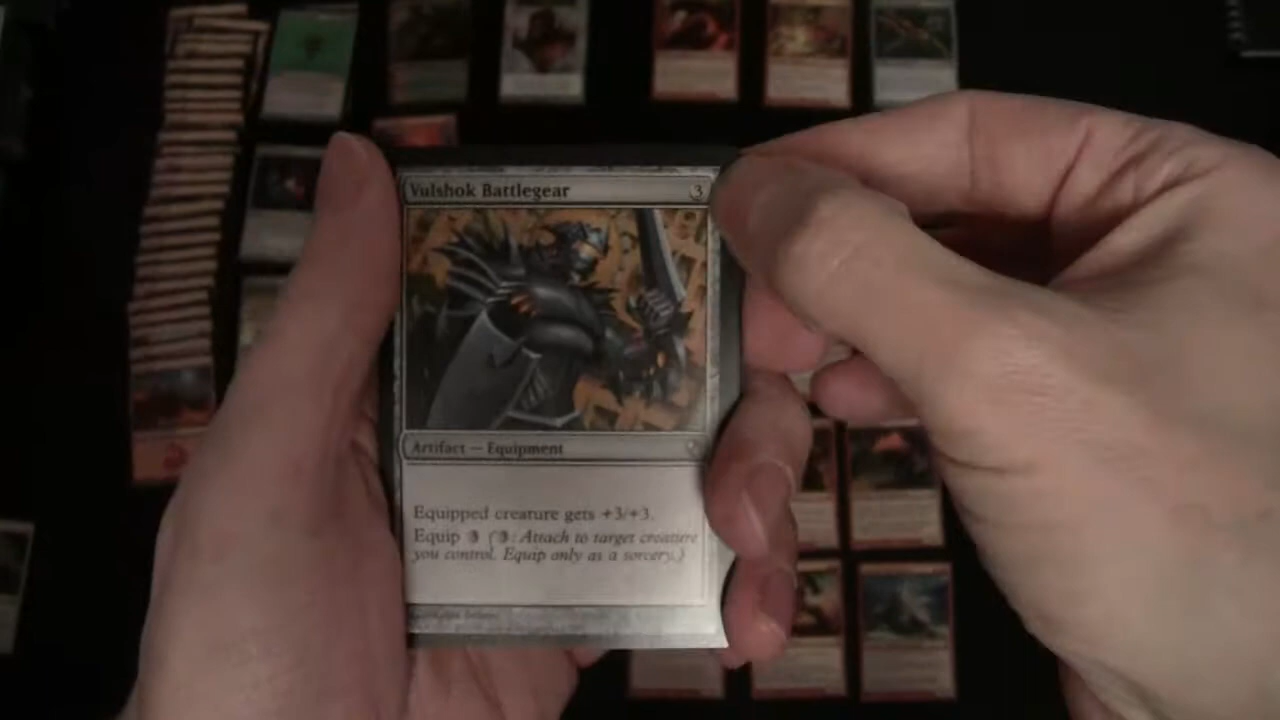 Vulshok Battlegear 3
Artifact — Equipment
Equipped creature gets +3/+3.
Equip 3 (3: Attach to target creature
you control. Equip only as a sorcery.)